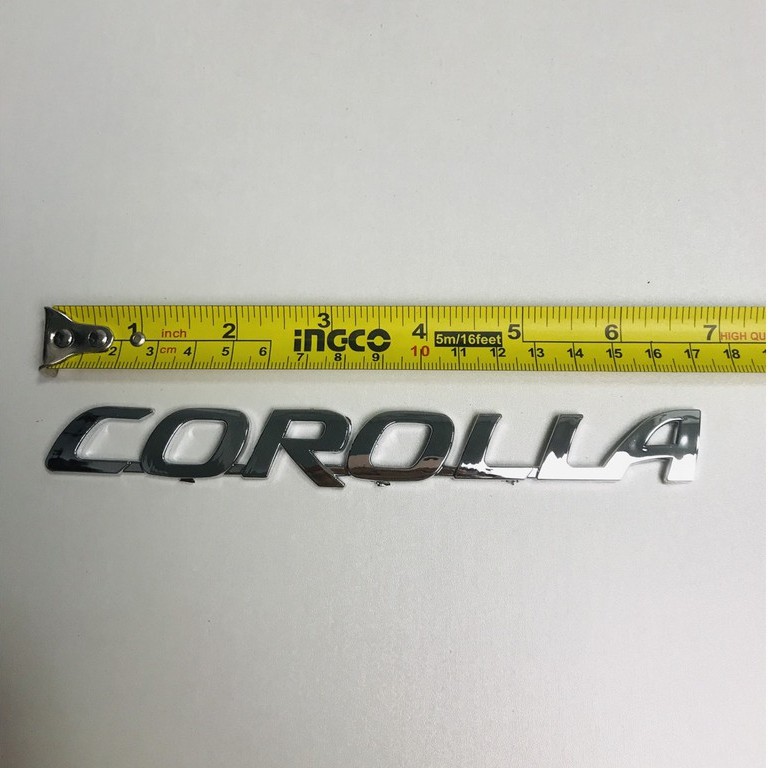 1 inch 2 3 4 5 6 7
INGCO 5m/16feet HIGH QU
2 3 cm 4 5 6 7 8 9 10 11 12 13 14 15 16 17 18
COROLLA